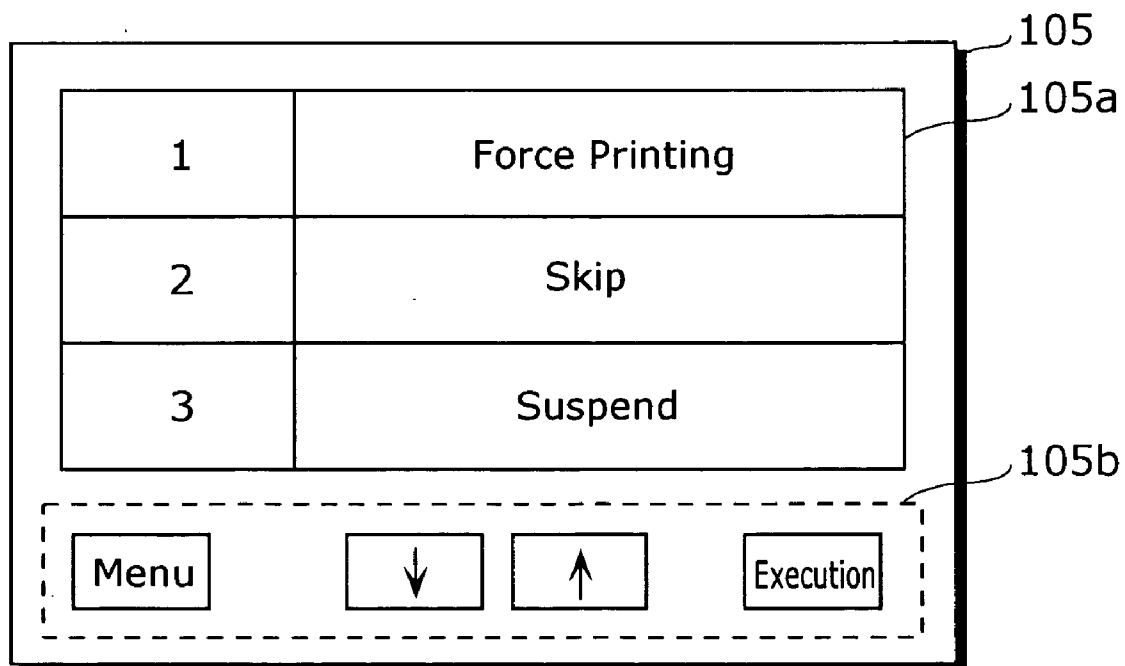 105
105a
1 Force Printing
2 Skip
3 Suspend
105b
Menu ↓ ↑ Execution